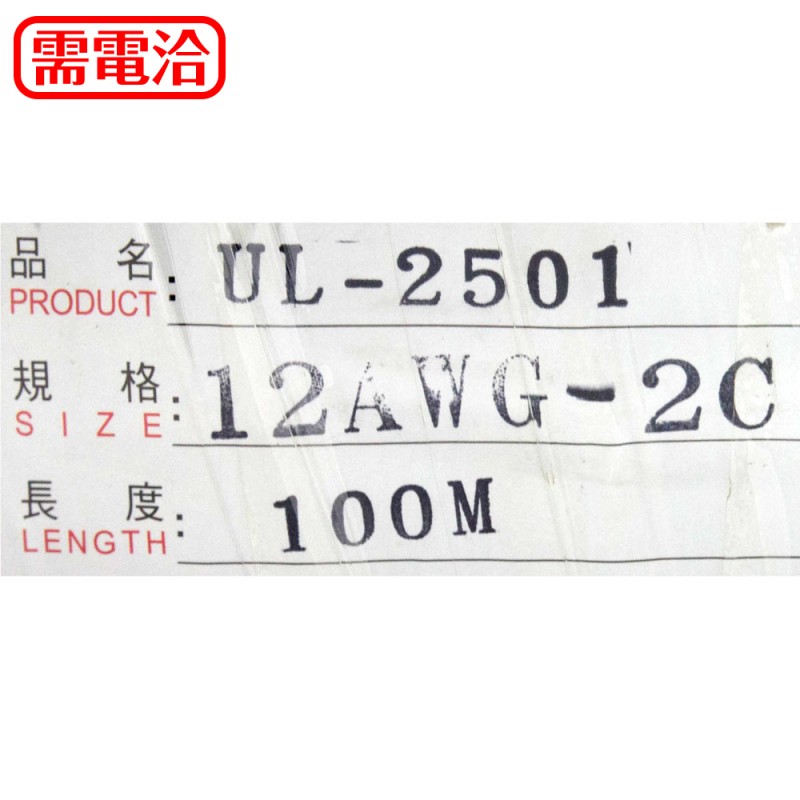 需電洽
品名
PRODUCT: UL-2501
規格
SIZE: 12AWG-2C
長度
LENGTH: 100M